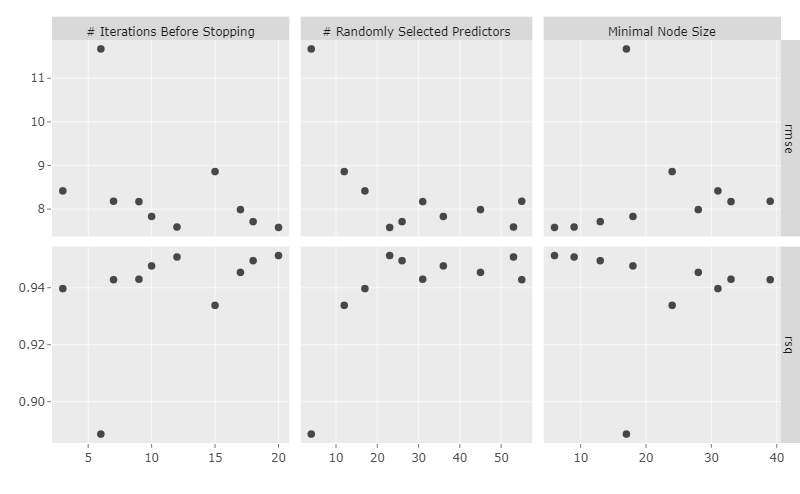 # Iterations Before Stopping
# Randomly Selected Predictors
Minimal Node Size
11
10
9
8
rmse
0.94
0.92
0.90
rsq
5 10 15 20
10 20 30 40 50
10 20 30 40